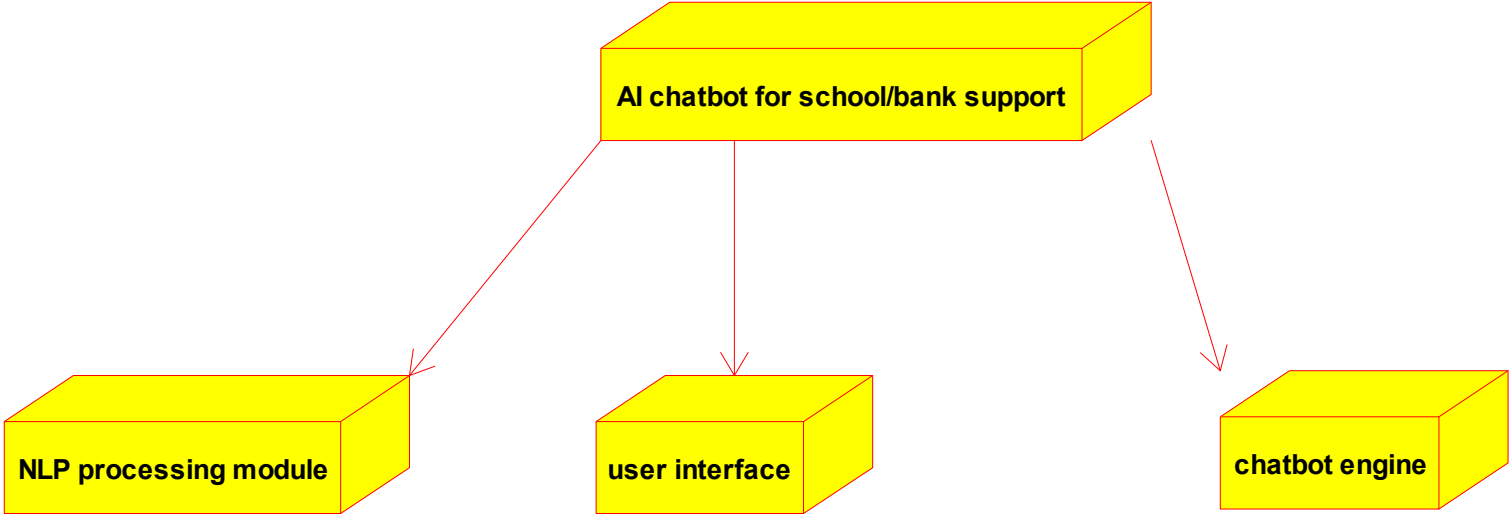 AI chatbot for school/bank support
NLP processing module
user interface
chatbot engine